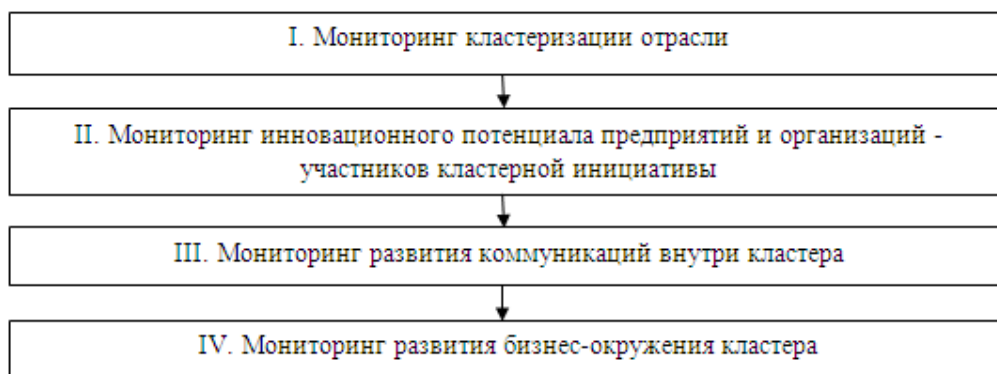 I. Мониторинг кластеризации отрасли
II. Мониторинг инновационного потенциала предприятий и организаций -
участников кластерной инициативы
III. Мониторинг развития коммуникаций внутри кластера
IV. Мониторинг развития бизнес-окружения кластера